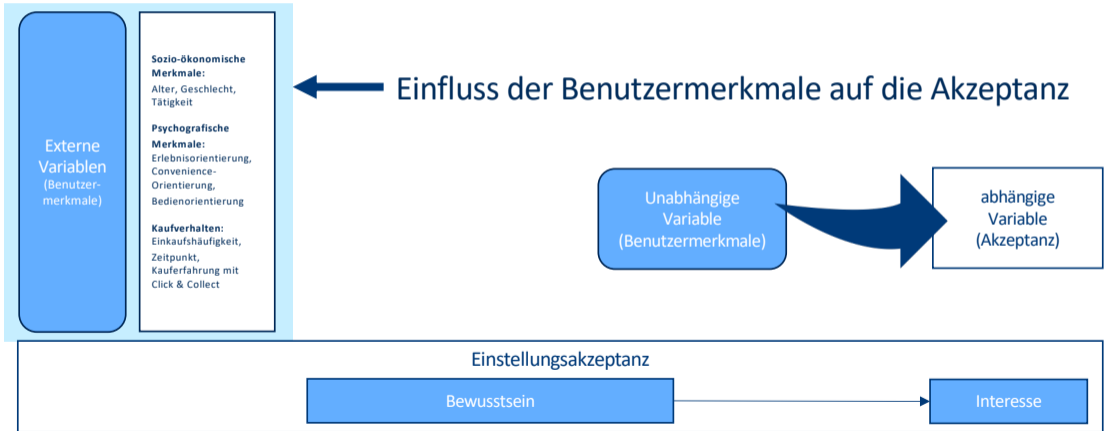 Externe
Variablen
(Benutzer-
merkmale)
Sozio-ökonomische
Merkmale:
Alter, Geschlecht,
Tätigkeit
Psychografische
Merkmale:
Erlebnisorientierung,
Convenience-
Orientierung,
Bedienorientierung
Kaufverhalten:
Einkaufshäufigkeit,
Zeitpunkt,
Kauferfahrung mit
Click & Collect
Einfluss der Benutzermerkmale auf die Akzeptanz
Unabhängige
Variable
(Benutzermerkmale)
abhängige
Variable
(Akzeptanz)
Einstellungsakzeptanz
Bewusstsein
Interesse